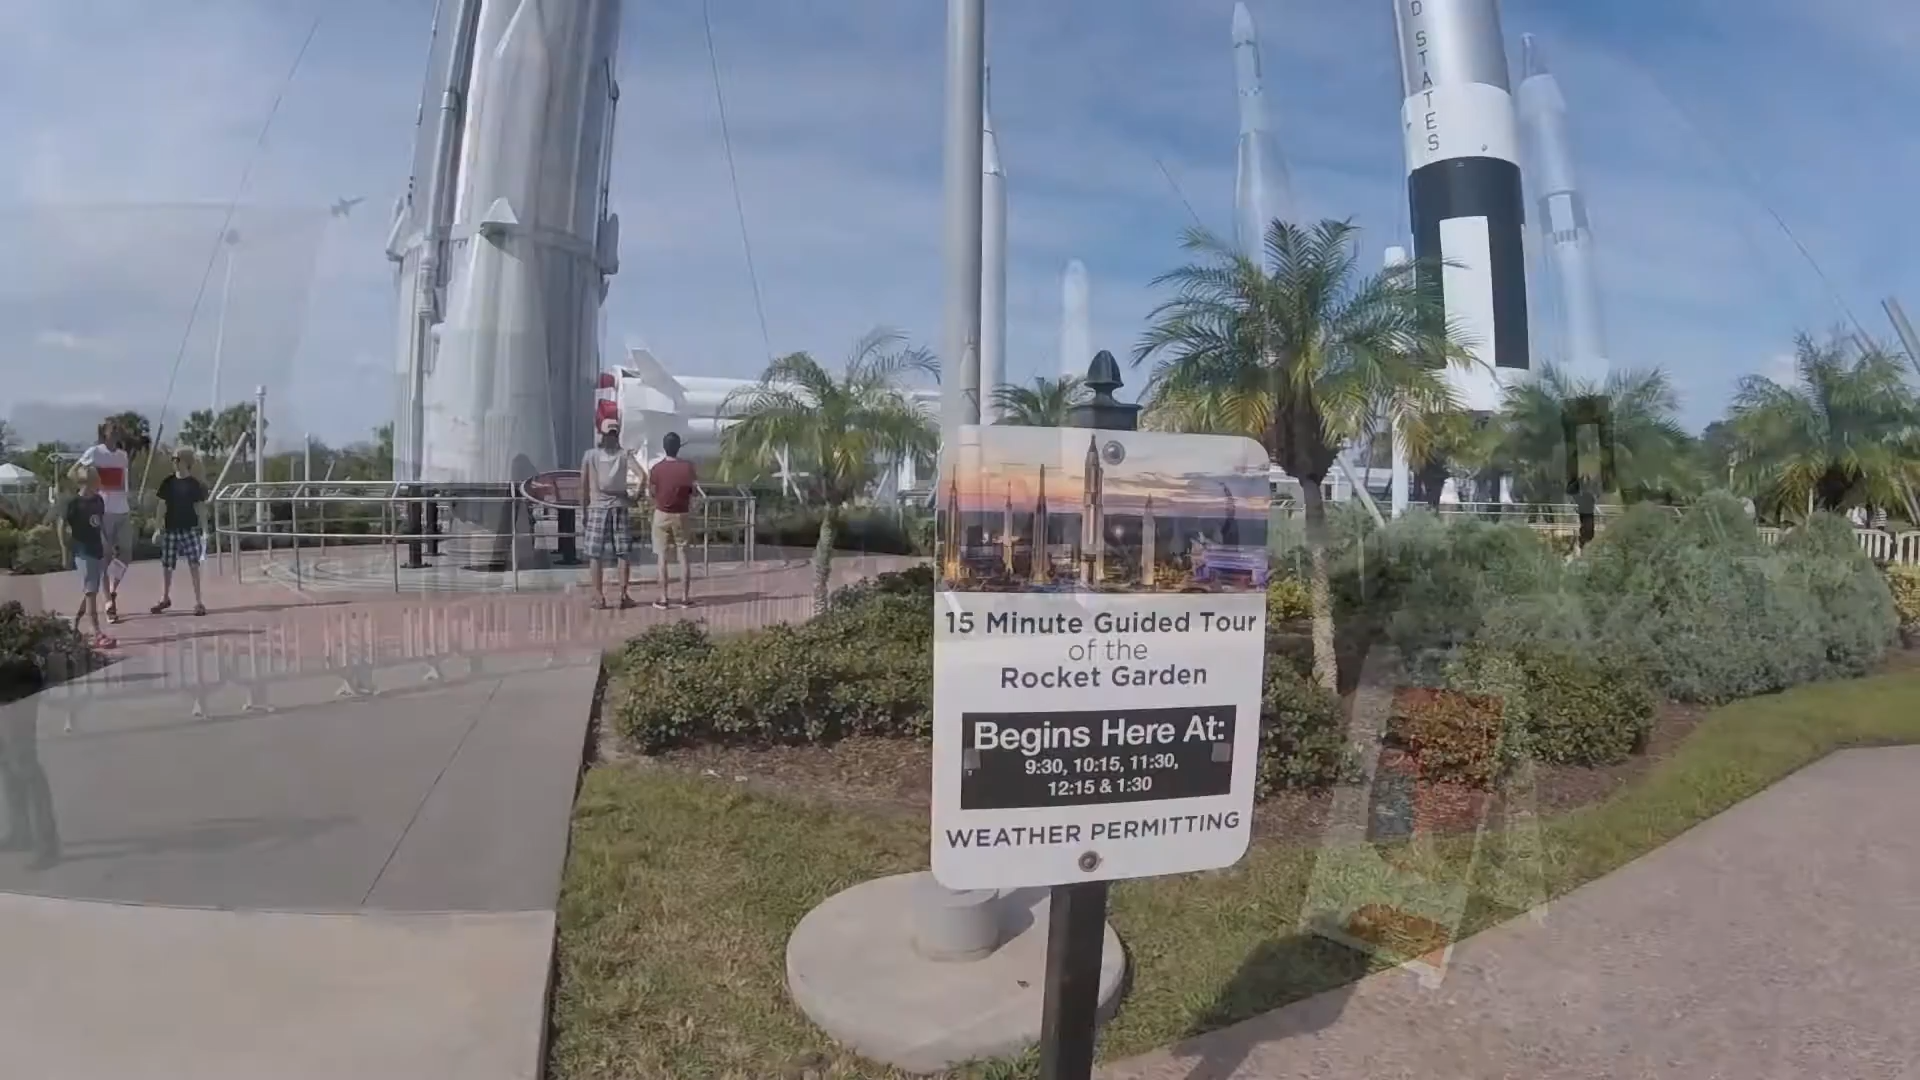 D STATES
15 Minute Guided Tour
of the
Rocket Garden
Begins Here At:
9:30, 10:15, 11:30,
12:15 & 1:30
WEATHER PERMITTING